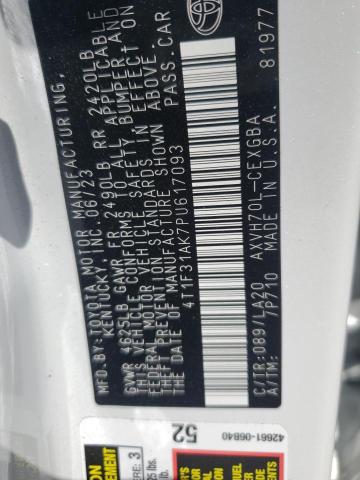 TOYOTA
MFD.BY:TOYOTA MOTOR MANUFACTURING
KENTUCKY, INC. 06/23
GVWR 4625LB GAWR FR 2490LB RR 2420LB
THIS VEHICLE CONFORMS TO ALL APPLICABLE
FEDERAL MOTOR VEHICLE SAFETY, BUMPER, AND
THEFT PREVENTION STANDARDS IN EFFECT ON
THE DATE OF MANUFACTURE SHOWN ABOVE.
4T1F31AK7PU617093 PASS.CAR
C/TR:089/LA20 AXVH70L-CEXGBA
A/TM: 7P710 MADE IN U.S.A. 81977
52
42661-06B40